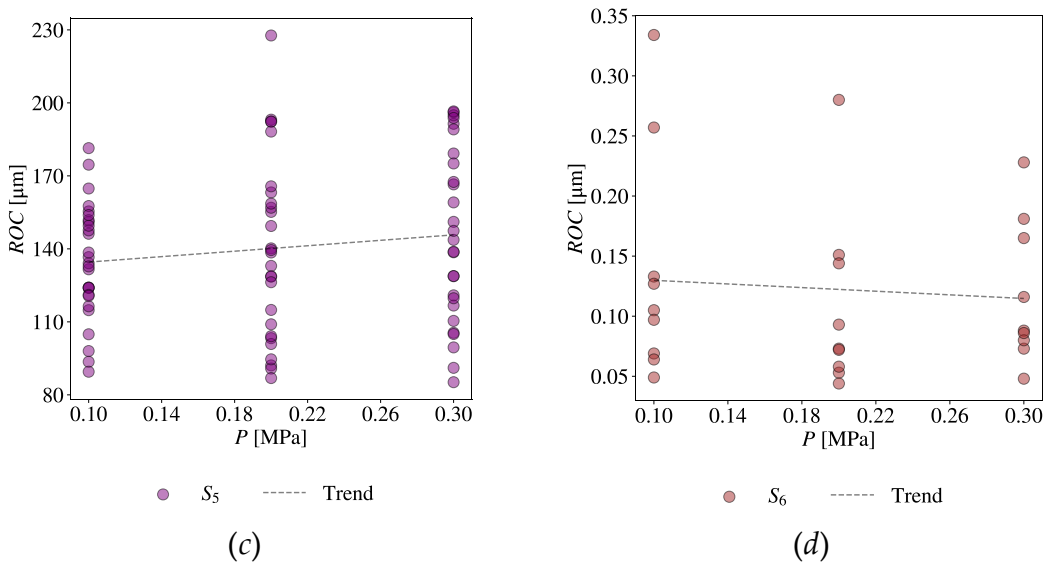 230
200
170
140
110
80
ROC [μm]
0.10 0.14 0.18 0.22 0.26 0.30
P [MPa]
S5 Trend
(c)
0.35
0.30
0.25
0.20
0.15
0.10
0.05
ROC [μm]
0.10 0.14 0.18 0.22 0.26 0.30
P [MPa]
S6 Trend
(d)